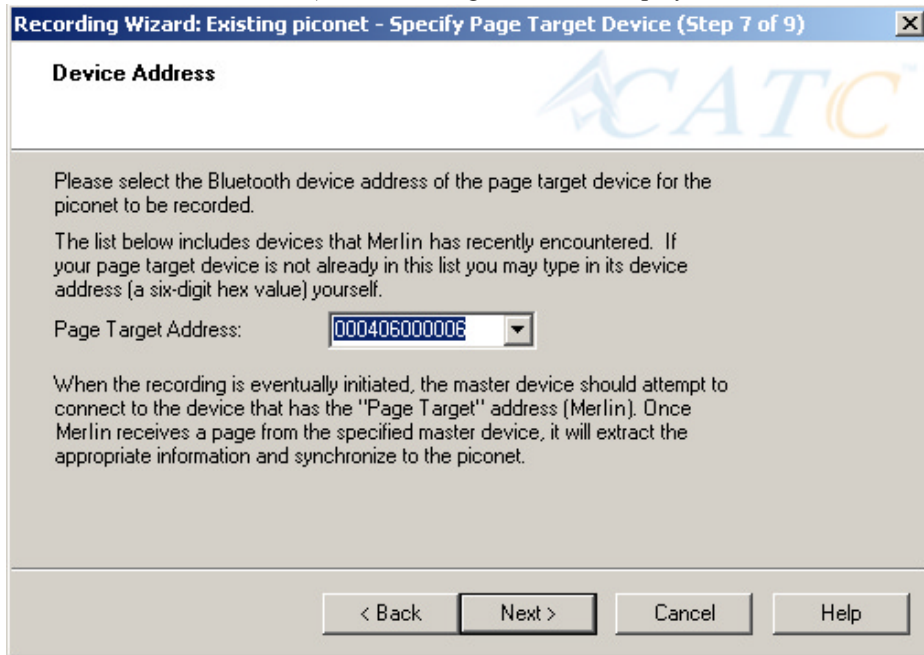 Recording Wizard: Existing piconet - Specify Page Target Device (Step 7 of 9)
Device Address
CATC
Please select the Bluetooth device address of the page target device for the
piconet to be recorded.
The list below includes devices that Merlin has recently encountered. If
your page target device is not already in this list you may type in its device
address (a six-digit hex value) yourself.
Page Target Address: 000406000006
When the recording is eventually initiated, the master device should attempt to
connect to the device that has the "Page Target" address (Merlin). Once
Merlin receives a page from the specified master device, it will extract the
appropriate information and synchronize to the piconet.
< Back Next > Cancel Help